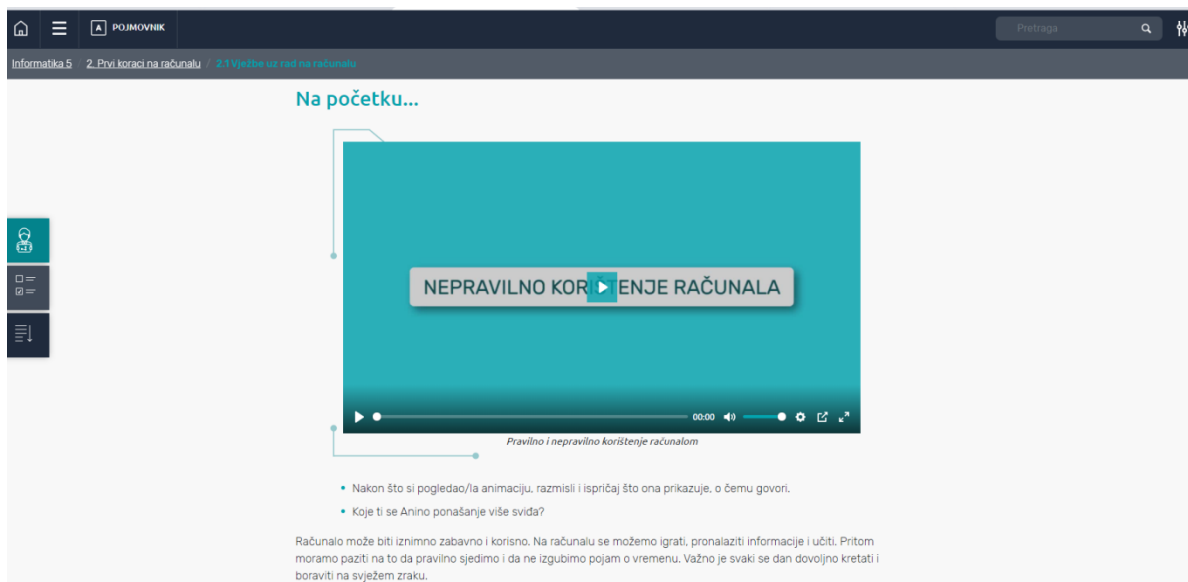 POJMOVNIK
Pretraga
Informatika 5 / 2. Prvi koraci na računalu / 2.1 Vježbe uz rad na računalu
Na početku...
NEPRAVILNO KORIŠTENJE RAČUNALA
00:00
Pravilno i nepravilno korištenje računalom
• Nakon što si pogledao/la animaciju, razmisli i ispričaj što ona prikazuje, o čemu govori.
• Koje ti se Anino ponašanje više sviđa?
Računalo može biti iznimno zabavno i korisno. Na računalu se možemo igrati, pronalaziti informacije i učiti. Pritom
moramo paziti na to da pravilno sjedimo i da ne izgubimo pojam o vremenu. Važno je svaki se dan dovoljno kretati i
boraviti na svježem zraku.